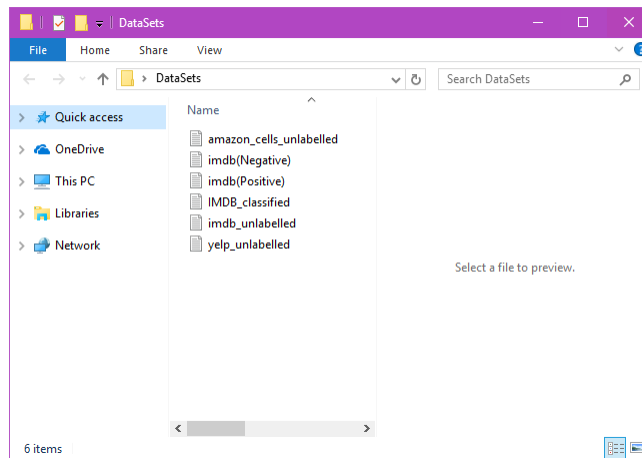 DataSets
File Home Share View
DataSets
Search DataSets
Quick access
OneDrive
This PC
Libraries
Network
Name
amazon_cells_unlabelled
imdb(Negative)
imdb(Positive)
IMDB_classified
imdb_unlabelled
yelp_unlabelled
Select a file to preview.
6 items